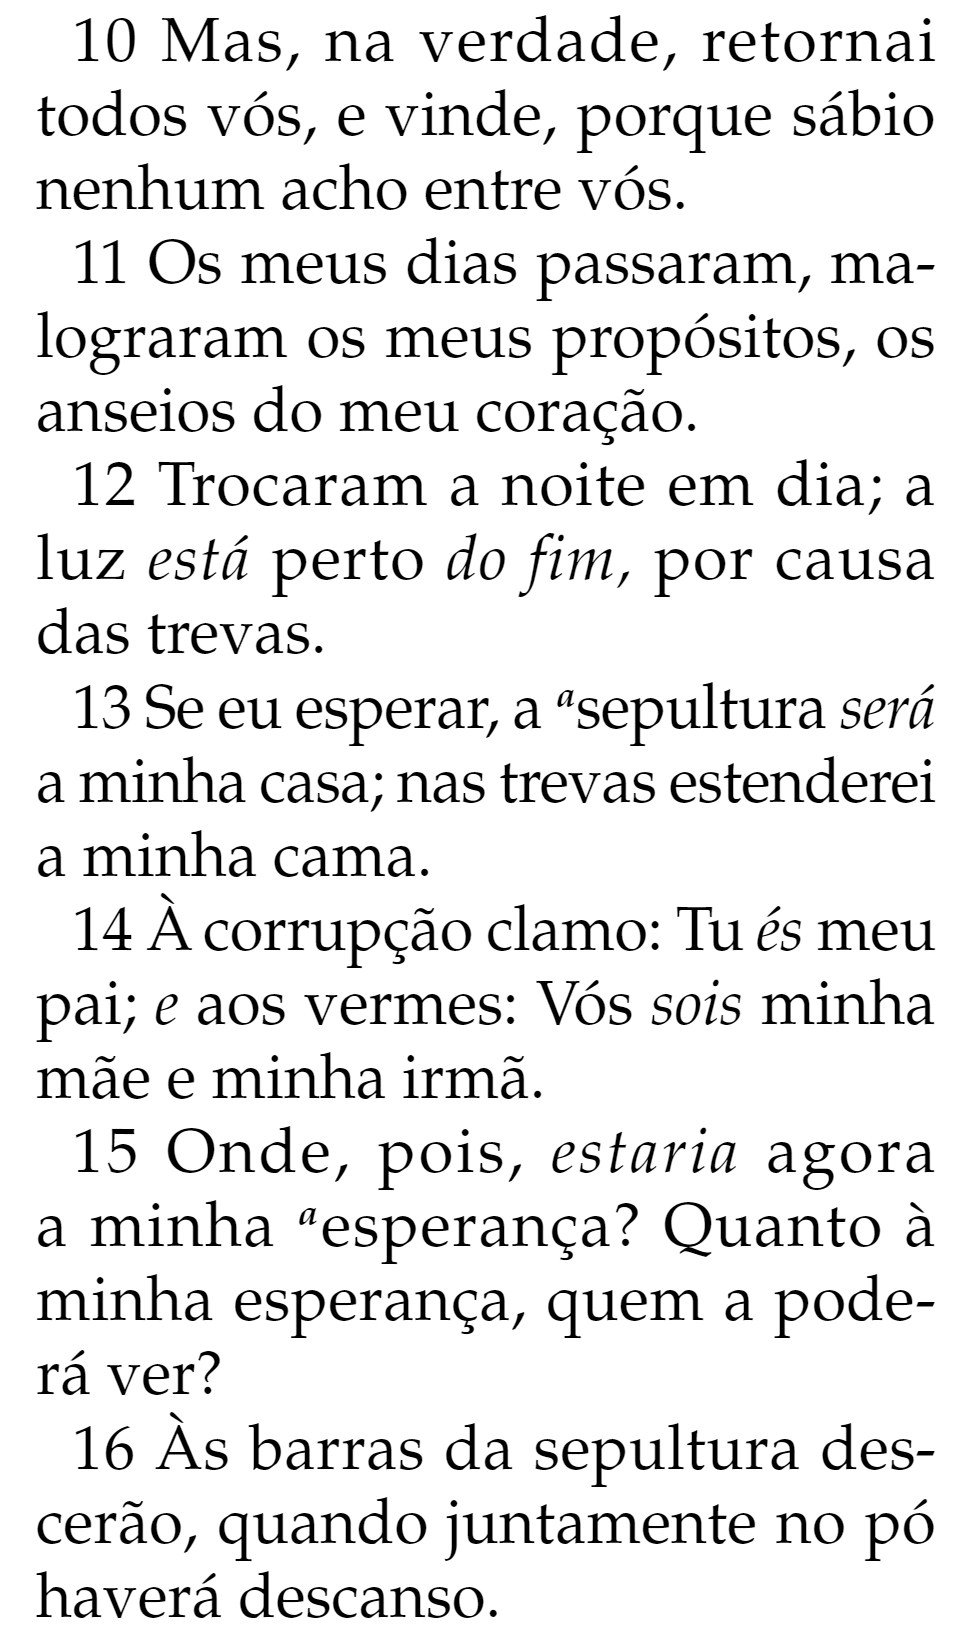 10 Mas, na verdade, retornai
todos vós, e vinde, porque sábio
nenhum acho entre vós.
11 Os meus dias passaram, ma-
lograram os meus propósitos, os
anseios do meu coração.
12 Trocaram a noite em dia; a
luz está perto do fim, por causa
das trevas.
13 Se eu esperar, a ᵃsepultura será
a minha casa; nas trevas estenderei
a minha cama.
14 À corrupção clamo: Tu és meu
pai; e aos vermes: Vós sois minha
mãe e minha irmã.
15 Onde, pois, estaria agora
a minha ᵃesperança? Quanto à
minha esperança, quem a pode-
rá ver?
16 Às barras da sepultura des-
cerão, quando juntamente no pó
haverá descanso.